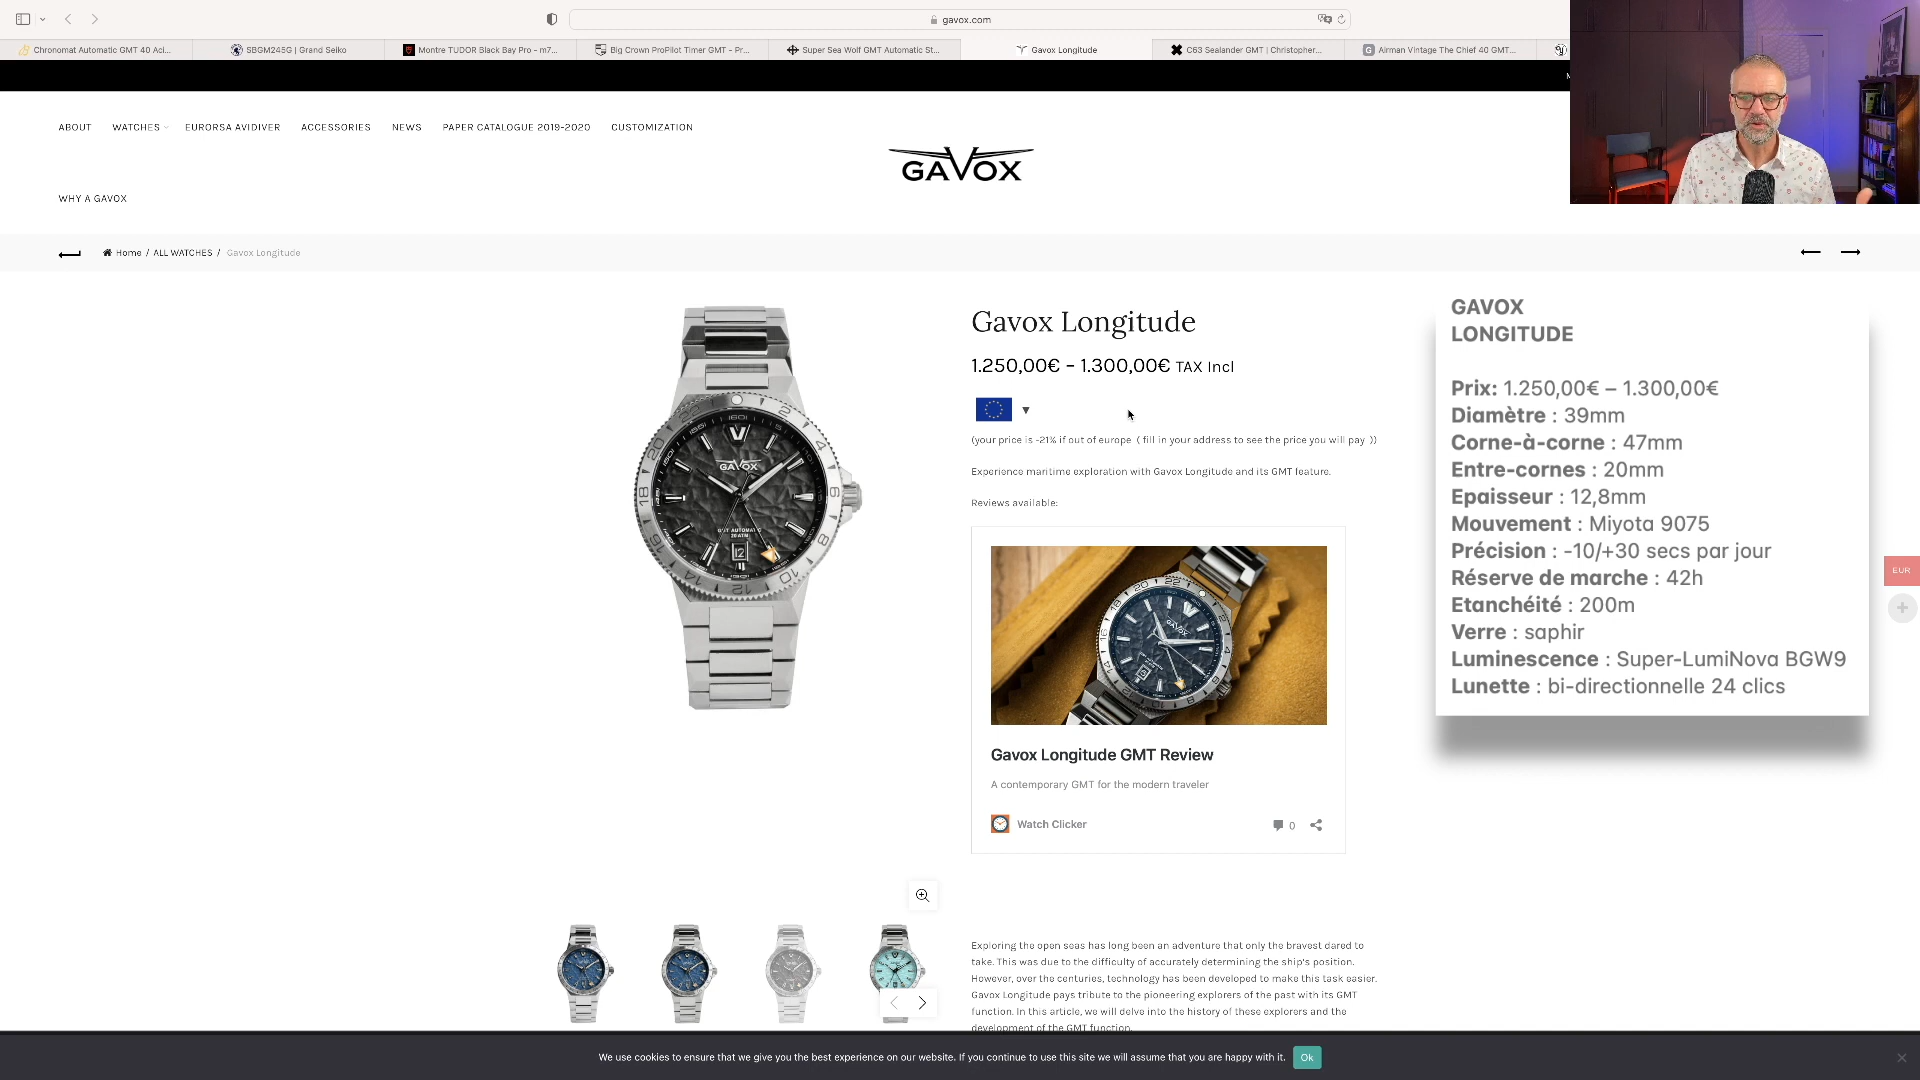 gavox.com
Chronomat Automatic GMT 40 Aci...
SBGM245G | Grand Seiko
Montre TUDOR Black Bay Pro - m7...
Big Crown ProPilot Timer GMT - Pr...
Super Sea Wolf GMT Automatic St...
Gavox Longitude
C63 Sealander GMT | Christopher...
Airman Vintage The Chief 40 GMT...
ABOUT
WATCHES
EURORSA AVIDIVER
ACCESSORIES
NEWS
PAPER CATALOGUE 2019-2020
CUSTOMIZATION
GAVOX
WHY A GAVOX
Home / ALL WATCHES / Gavox Longitude
Gavox Longitude
1.250,00€ – 1.300,00€ TAX Incl
(your price is -21% if out of europe ( fill in your address to see the price you will pay ))
Experience maritime exploration with Gavox Longitude and its GMT feature.
Reviews available:
Gavox Longitude GMT Review
A contemporary GMT for the modern traveler
Watch Clicker
0
GAVOX
LONGITUDE
Prix: 1.250,00€ – 1.300,00€
Diamètre : 39mm
Corne-à-corne : 47mm
Entre-cornes : 20mm
Epaisseur : 12,8mm
Mouvement : Miyota 9075
Précision : -10/+30 secs par jour
Réserve de marche : 42h
Etanchéité : 200m
Verre : saphir
Luminescence : Super-LumiNova BGW9
Lunette : bi-directionnelle 24 clics
EUR
GAVOX
GMT AUTOMATIC
20 ATM
12
Exploring the open seas has long been an adventure that only the bravest dared to
take. This was due to the difficulty of accurately determining the ship's position.
However, over the centuries, technology has been developed to make this task easier.
Gavox Longitude pays tribute to the pioneering explorers of the past with its GMT
function. In this article, we will delve into the history of these explorers and the
development of the GMT function.
We use cookies to ensure that we give you the best experience on our website. If you continue to use this site we will assume that you are happy with it.
Ok